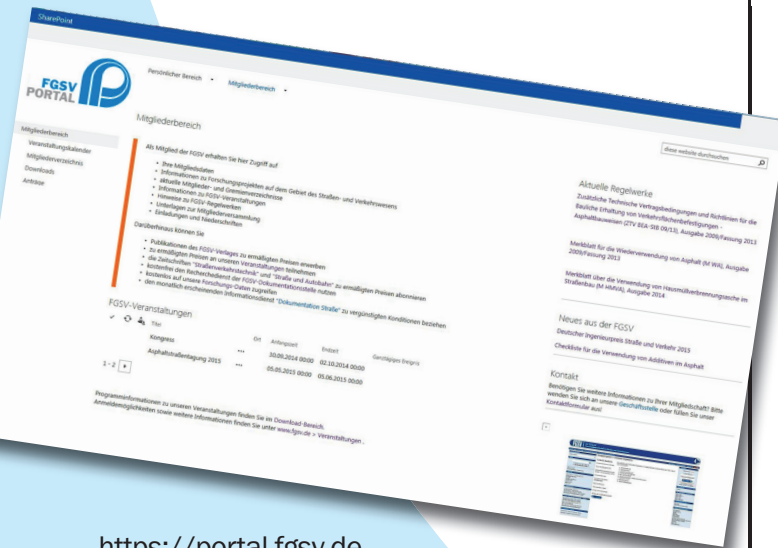 SharePoint
FGSV
PORTAL
Persönlicher Bereich
Mitgliederbereich
diese website durchsuchen
Mitgliederbereich
Veranstaltungskalender
Mitgliederverzeichnis
Downloads
Anträge
Mitgliederbereich
Als Mitglied der FGSV erhalten Sie hier Zugriff auf
• Ihre Mitgliedsdaten
• Informationen zu Forschungsprojekten auf dem Gebiet des Straßen- und Verkehrswesens
• aktuelle Mitglieder- und Gremienverzeichnisse
• Informationen zu FGSV-Veranstaltungen
• Hinweise zu FGSV-Regelwerken
• Unterlagen zur Mitgliederversammlung
• Einladungen und Niederschriften
Darüberhinaus können Sie
• Publikationen des FGSV-Verlages zu ermäßigten Preisen erwerben
• zu ermäßigten Preisen an unseren Veranstaltungen teilnehmen
• die Zeitschriften "Straßenverkehrstechnik" und "Straße und Autobahn" zu ermäßigten Preisen abonnieren
• kostenfrei den Recherchedienst der FGSV-Dokumentationsstelle nutzen
• kostenlos auf unsere Forschungs-Daten zugreifen
• den monatlich erscheinenden Informationsdienst "Dokumentation Straße" zu vergünstigten Konditionen beziehen
FGSV-Veranstaltungen
Titel Ort Anfangszeit Endzeit Ganztägiges Ereignis
Kongress ... 30.09.2014 00:00 02.10.2014 00:00
Asphaltstraßentagung 2015 ... 05.05.2015 00:00 05.06.2015 00:00
1 - 2
Programminformationen zu unseren Veranstaltungen finden Sie im Download-Bereich.
Anmeldemöglichkeiten sowie weitere Informationen finden Sie unter www.fgsv.de > Veranstaltungen .
Aktuelle Regelwerke
Zusätzliche Technische Vertragsbedingungen und Richtlinien für die
Bauliche Erhaltung von Verkehrsflächenbefestigungen -
Asphaltbauweisen (ZTV BEA-StB 09/13), Ausgabe 2009/Fassung 2013
Merkblatt für die Wiederverwendung von Asphalt (M WA), Ausgabe
2009/Fassung 2013
Merkblatt über die Verwendung von Hausmüllverbrennungsasche im
Straßenbau (M HMVA), Ausgabe 2014
Neues aus der FGSV
Deutscher Ingenieurpreis Straße und Verkehr 2015
Checkliste für die Verwendung von Additiven im Asphalt
Kontakt
Benötigen Sie weitere Informationen zu Ihrer Mitgliedschaft? Bitte
wenden Sie sich an unsere Geschäftsstelle oder füllen Sie unser
Kontaktformular aus!
https://portal.fgsv.de